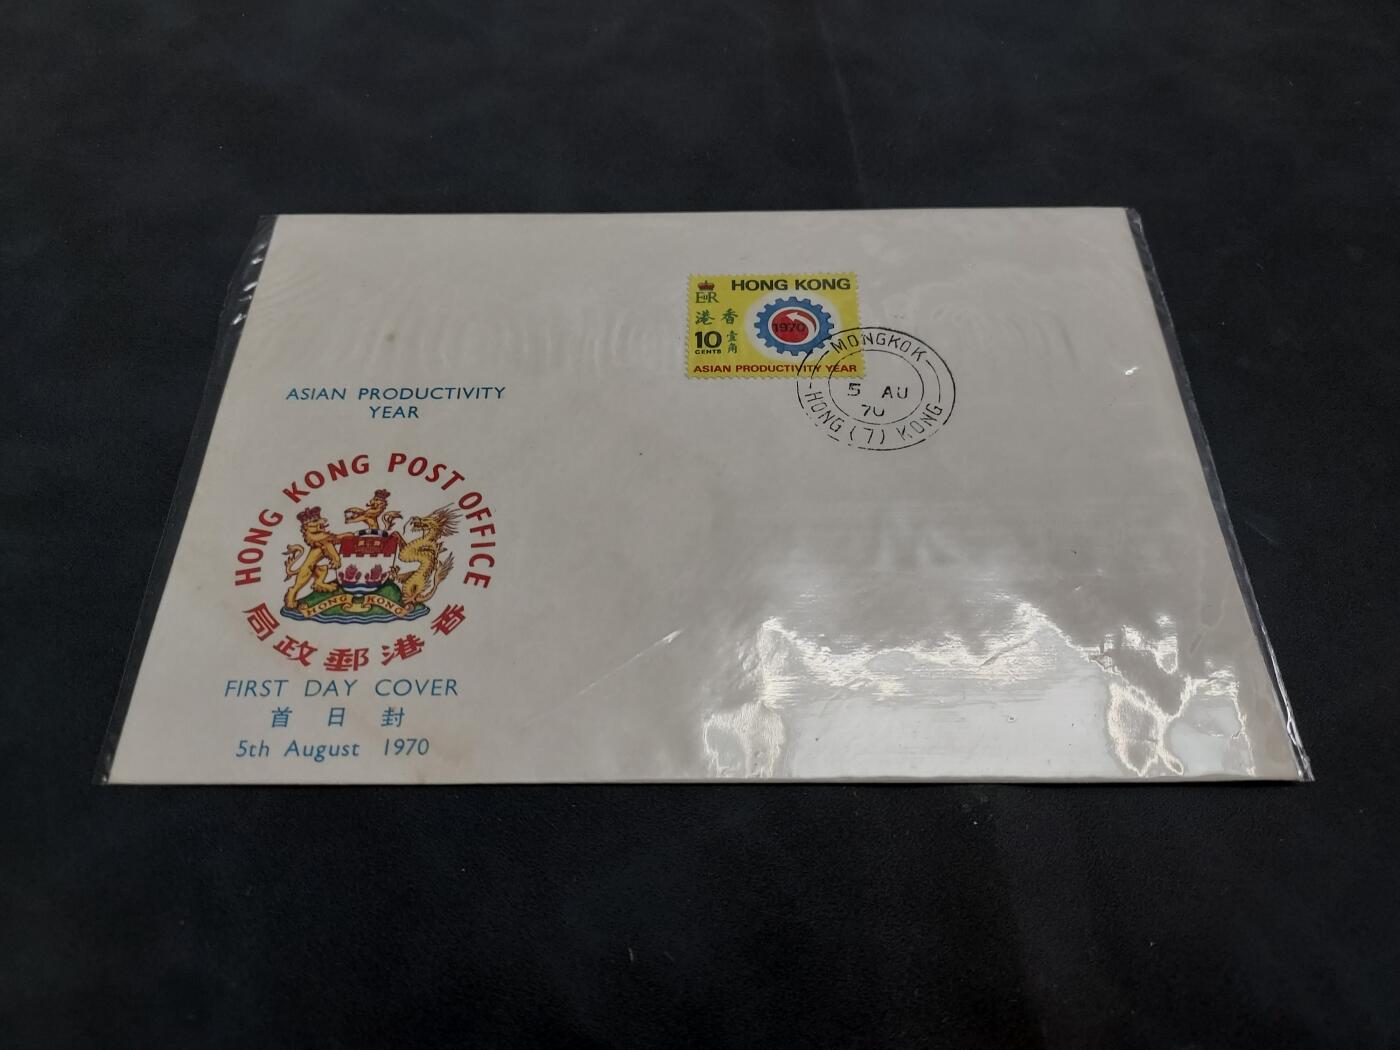 HONG KONG
E II R
港 香
10
CENTS
壹角
1970
ASIAN PRODUCTIVITY YEAR
MONGKOK
5 AU
70
HONG (7) KONG
ASIAN PRODUCTIVITY
YEAR
HONG KONG POST OFFICE
HONG KONG
局政郵港香
FIRST DAY COVER
首日封
5th August 1970